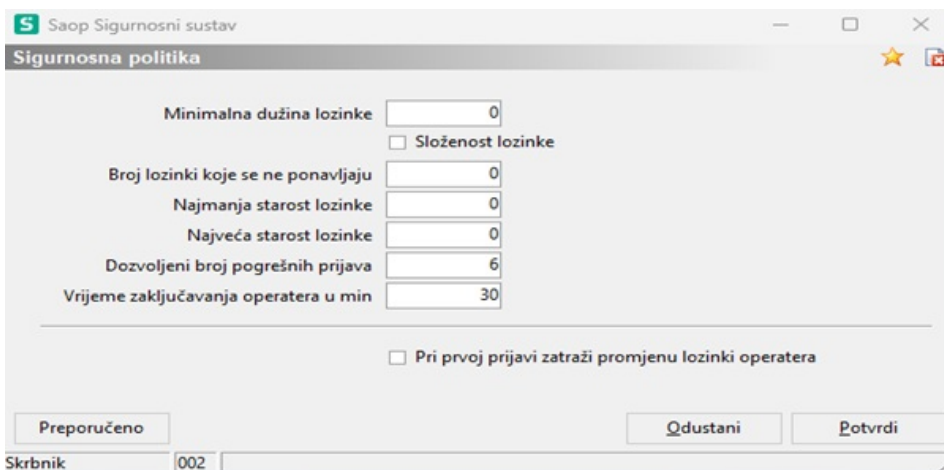 S Saop Sigurnosni sustav
Sigurnosna politika
Minimalna dužina lozinke 0
Složenost lozinke
Broj lozinki koje se ne ponavljaju 0
Najmanja starost lozinke 0
Najveća starost lozinke 0
Dozvoljeni broj pogrešnih prijava 6
Vrijeme zaključavanja operatera u min 30
Pri prvoj prijavi zatraži promjenu lozinki operatera
Preporučeno Odustani Potvrdi
Skrbnik 002